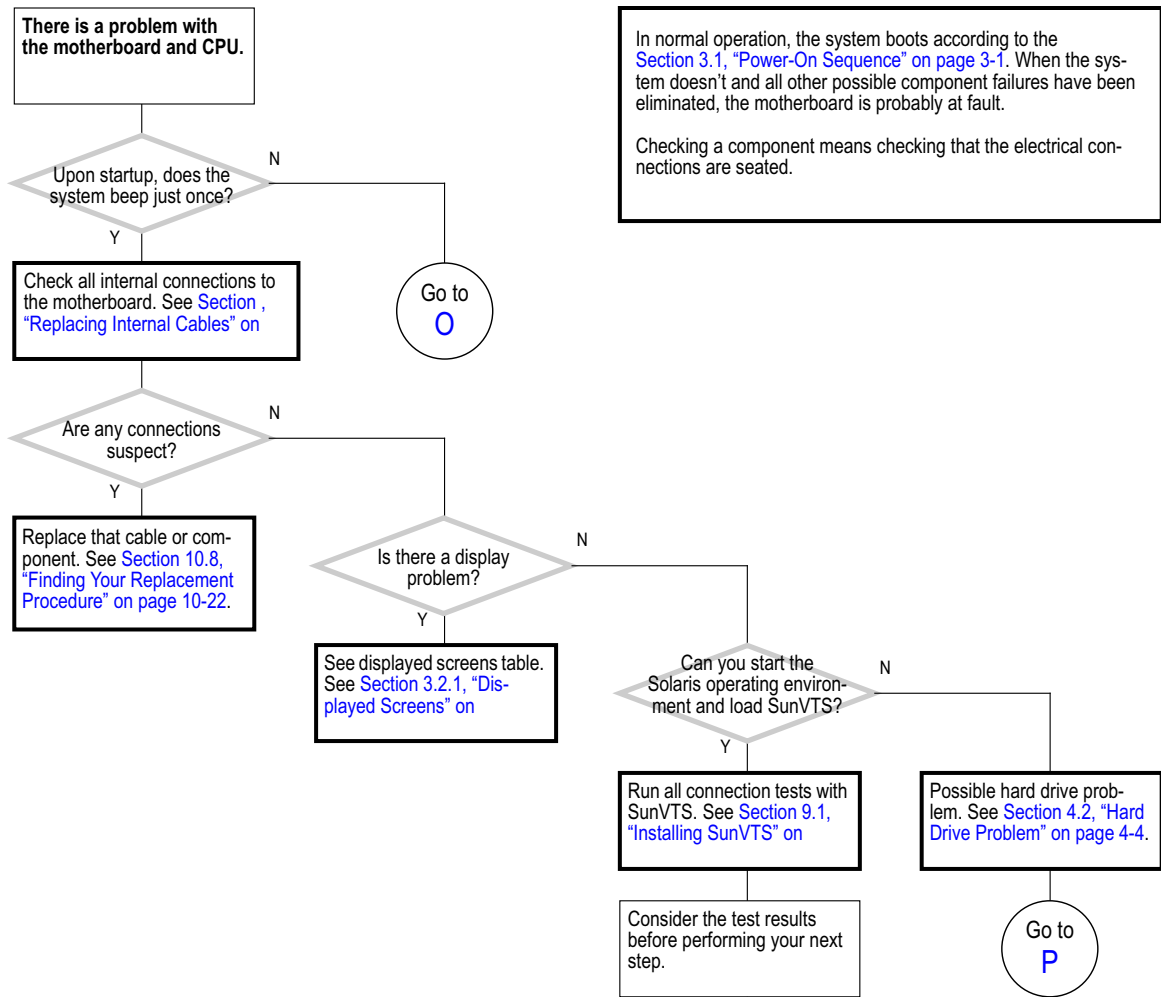 There is a problem with
the motherboard and CPU.
In normal operation, the system boots according to the
Section 3.1, “Power-On Sequence” on page 3-1. When the sys-
tem doesn’t and all other possible component failures have been
eliminated, the motherboard is probably at fault.
Checking a component means checking that the electrical con-
nections are seated.
Upon startup, does the
system beep just once?
N
Y
Check all internal connections to
the motherboard. See Section ,
“Replacing Internal Cables” on
Go to
O
Are any connections
suspect?
N
Y
Replace that cable or com-
ponent. See Section 10.8,
“Finding Your Replacement
Procedure” on page 10-22.
Is there a display
problem?
N
Y
See displayed screens table.
See Section 3.2.1, “Dis-
played Screens” on
Can you start the
Solaris operating environ-
ment and load SunVTS?
N
Y
Run all connection tests with
SunVTS. See Section 9.1,
“Installing SunVTS” on
Possible hard drive prob-
lem. See Section 4.2, “Hard
Drive Problem” on page 4-4.
Consider the test results
before performing your next
step.
Go to
P